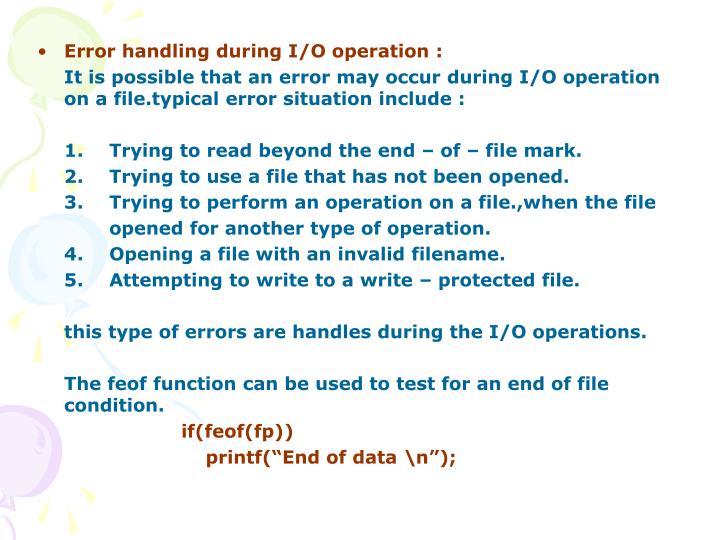 • Error handling during I/O operation :
It is possible that an error may occur during I/O operation
on a file.typical error situation include :
1. Trying to read beyond the end – of – file mark.
2. Trying to use a file that has not been opened.
3. Trying to perform an operation on a file.,when the file
opened for another type of operation.
4. Opening a file with an invalid filename.
5. Attempting to write to a write – protected file.
this type of errors are handles during the I/O operations.
The feof function can be used to test for an end of file
condition.
if(feof(fp))
printf(“End of data \n”);